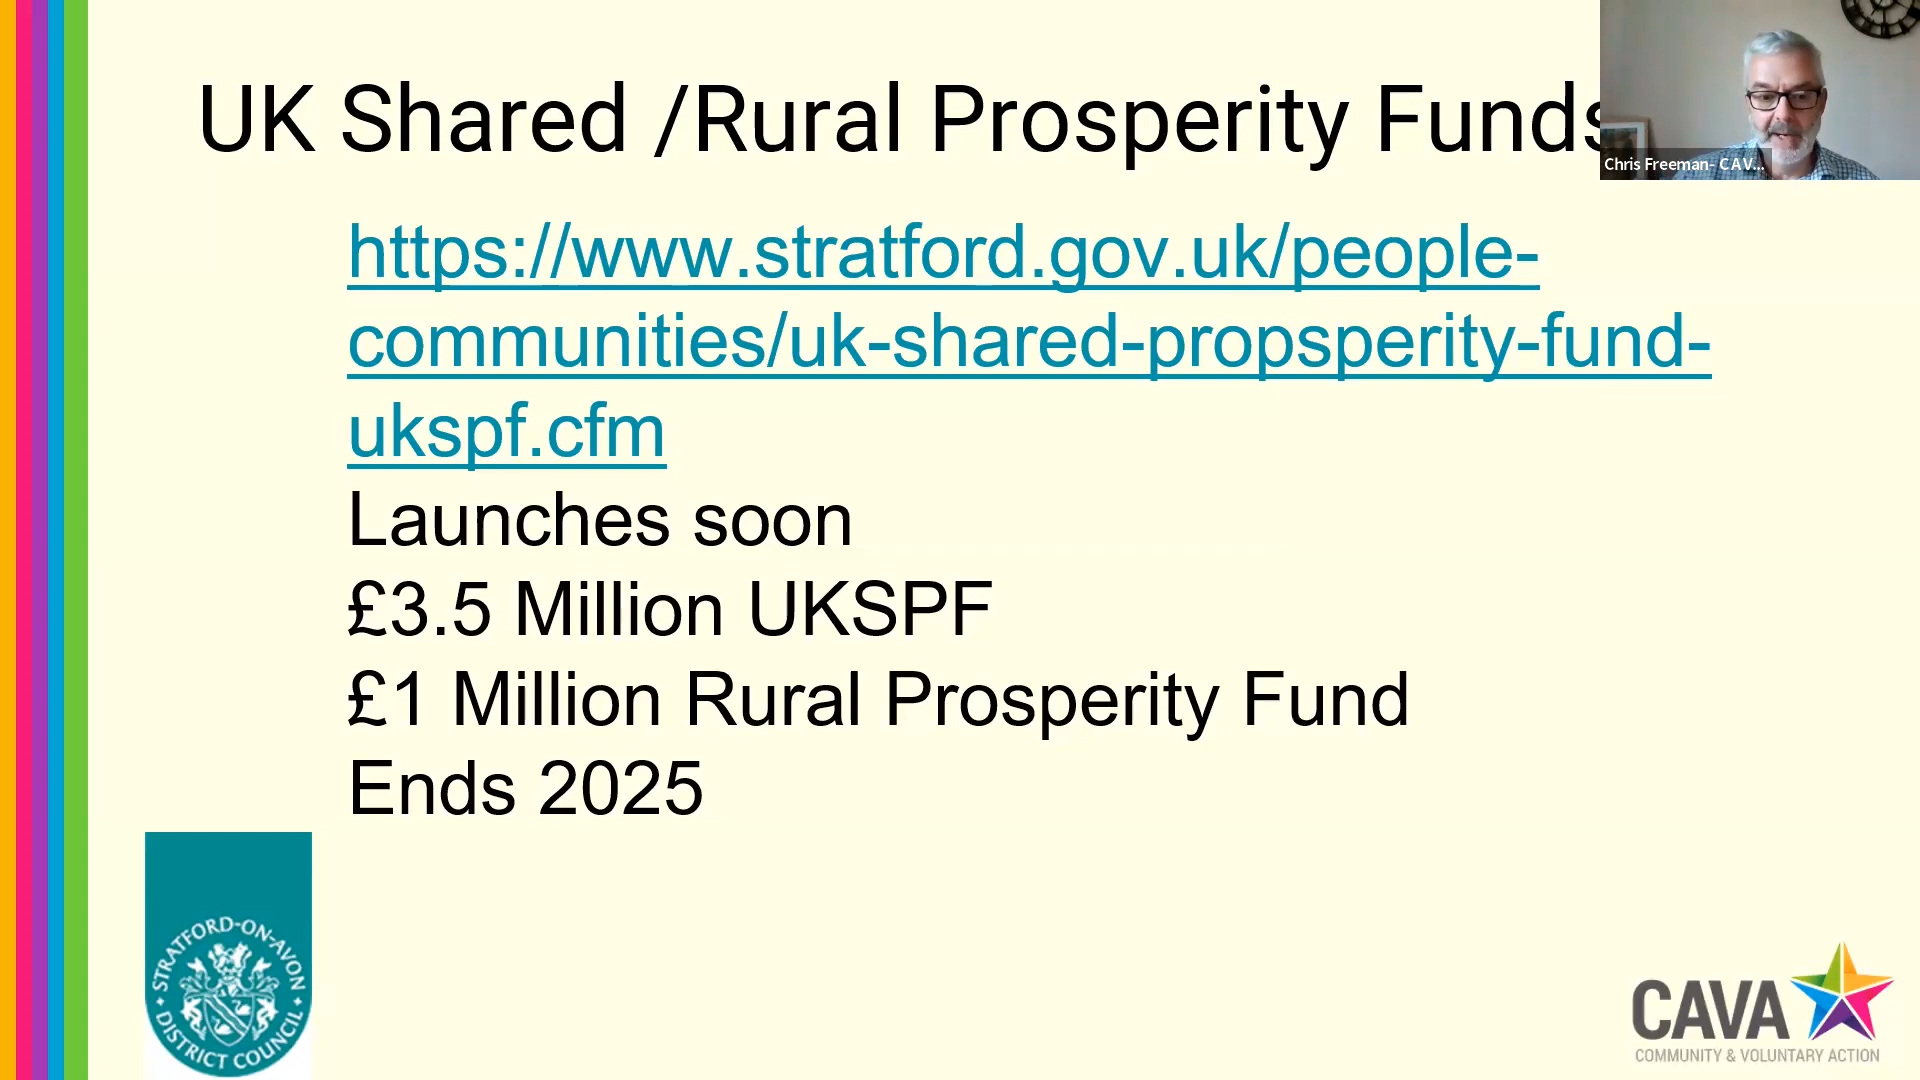 UK Shared /Rural Prosperity Funds
Chris Freeman- CAV...
https://www.stratford.gov.uk/people-
communities/uk-shared-propsperity-fund-
ukspf.cfm
Launches soon
£3.5 Million UKSPF
£1 Million Rural Prosperity Fund
Ends 2025
STRATFORD-ON-AVON
DISTRICT COUNCIL
CAVA
COMMUNITY & VOLUNTARY ACTION